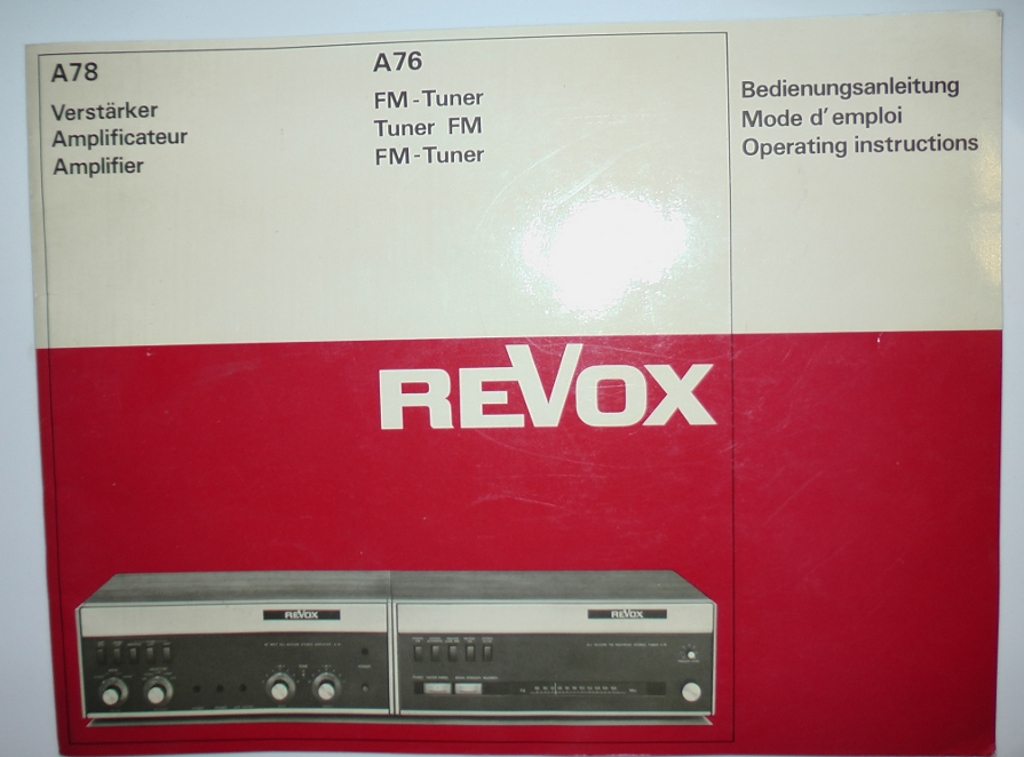 A78
Verstärker
Amplificateur
Amplifier
A76
FM-Tuner
Tuner FM
FM-Tuner
Bedienungsanleitung
Mode d'emploi
Operating instructions
REVOX
REVOX
REVOX